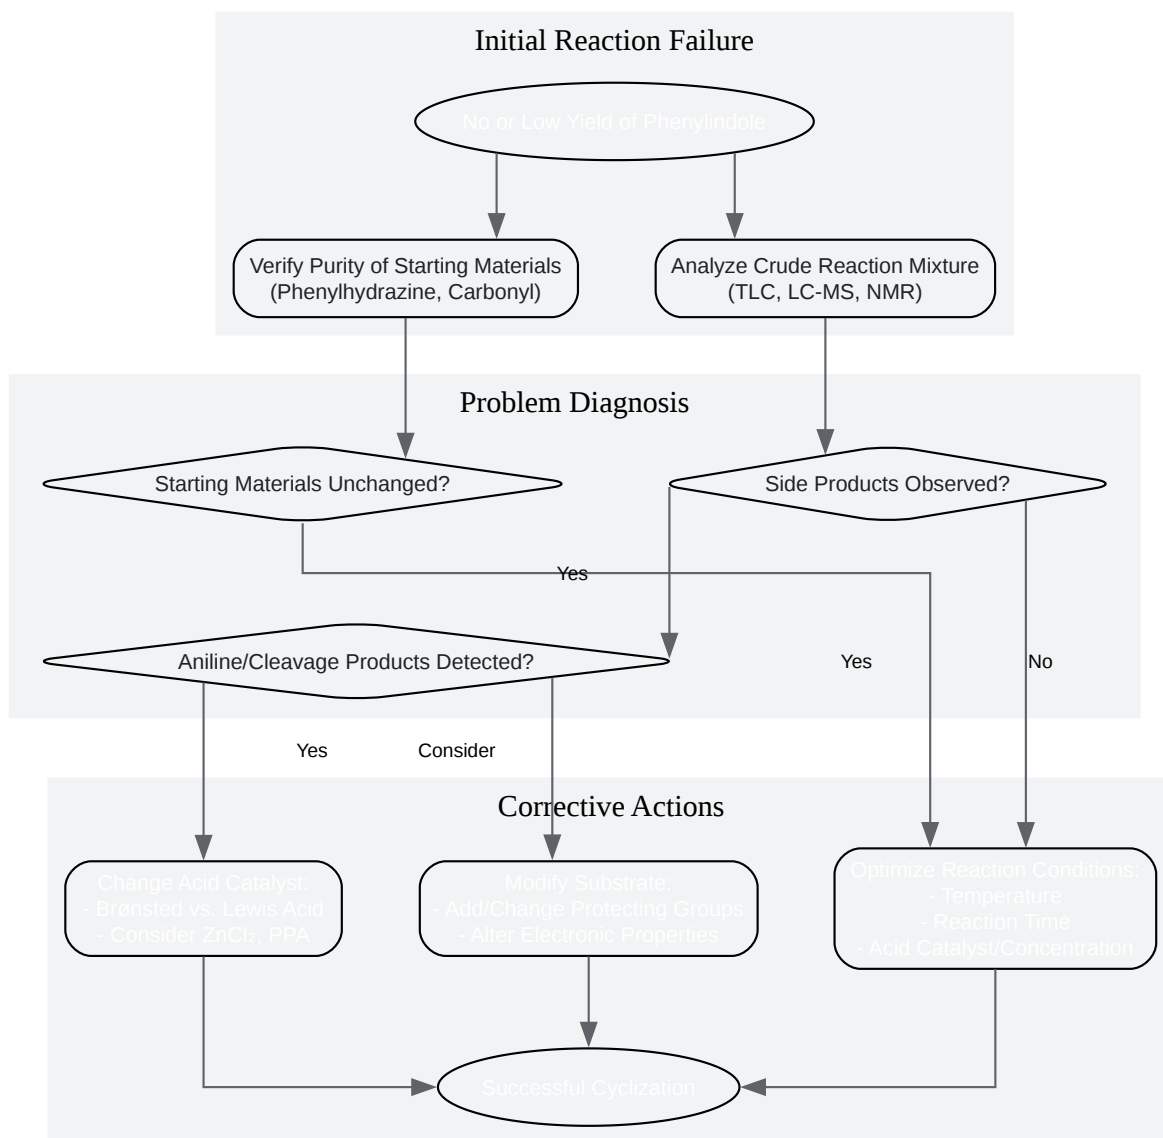 Initial Reaction Failure
No or Low Yield of Phenylindole
Verify Purity of Starting Materials
(Phenylhydrazine, Carbonyl)
Analyze Crude Reaction Mixture
(TLC, LC-MS, NMR)
Problem Diagnosis
Starting Materials Unchanged?
Side Products Observed?
Yes
Aniline/Cleavage Products Detected?
Yes
No
Yes
Consider
Corrective Actions
Change Acid Catalyst:
- Brønsted vs. Lewis Acid
- Consider ZnCl₂, PPA
Modify Substrate:
- Add/Change Protecting Groups
- Alter Electronic Properties
Optimize Reaction Conditions:
- Temperature
- Reaction Time
- Acid Catalyst/Concentration
Successful Cyclization